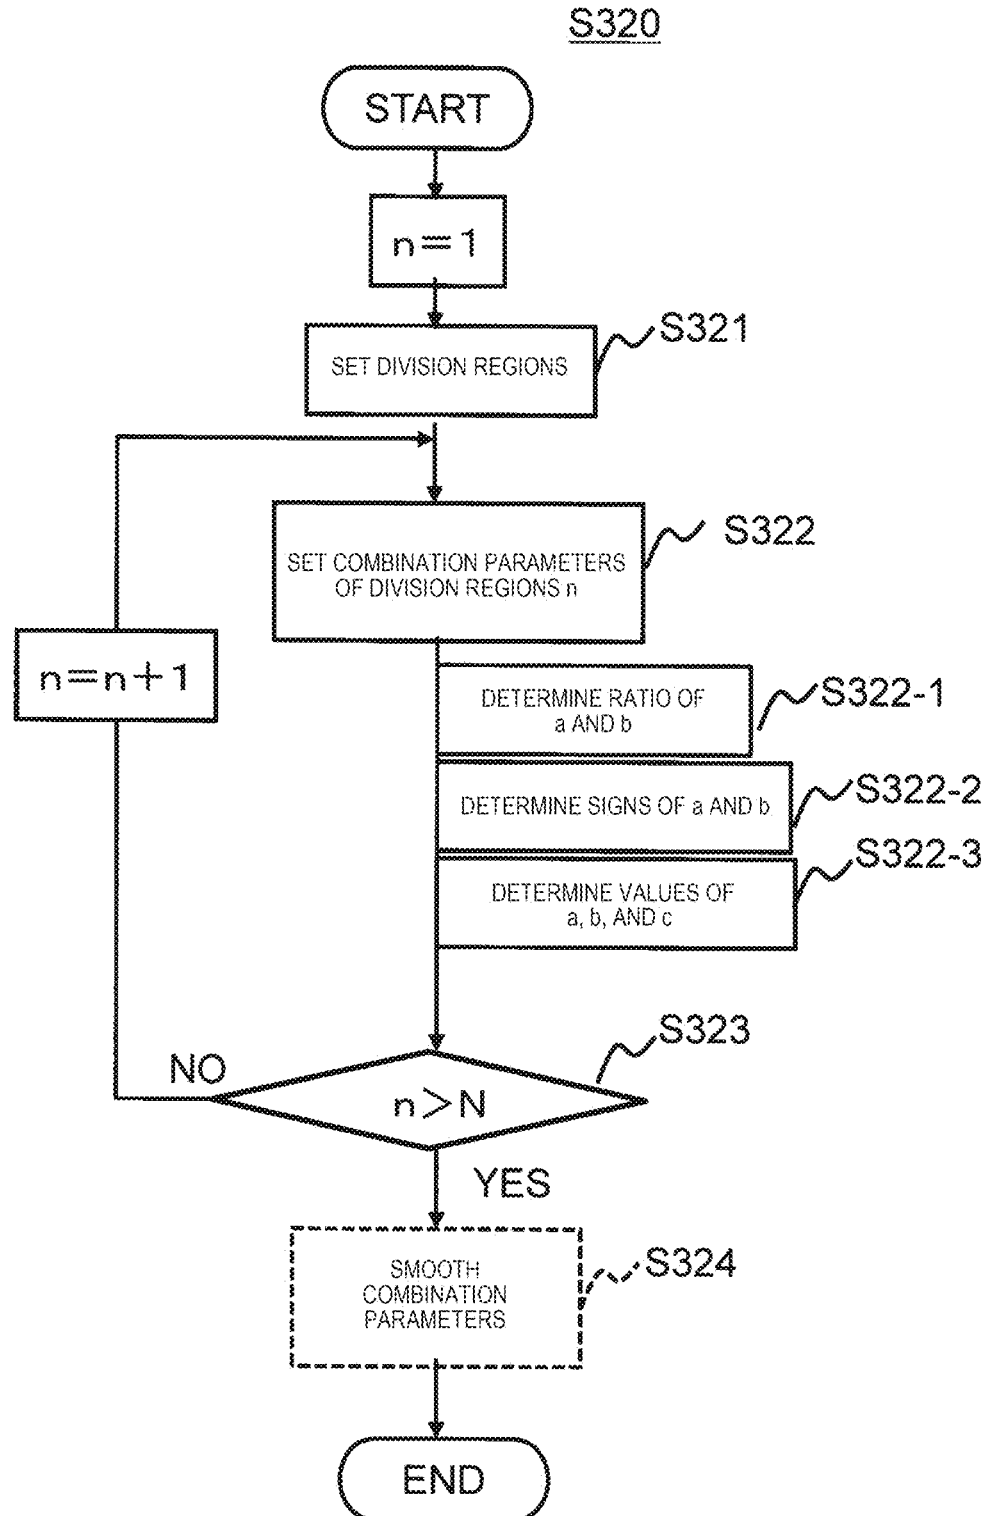 S320
START
n=1
S321
SET DIVISION REGIONS
S322
SET COMBINATION PARAMETERS
OF DIVISION REGIONS n
n=n+1
DETERMINE RATIO OF
a AND b
S322-1
DETERMINE SIGNS OF a AND b
S322-2
DETERMINE VALUES OF
a, b, AND c
S322-3
S323
NO
n>N
YES
SMOOTH
COMBINATION
PARAMETERS
S324
END